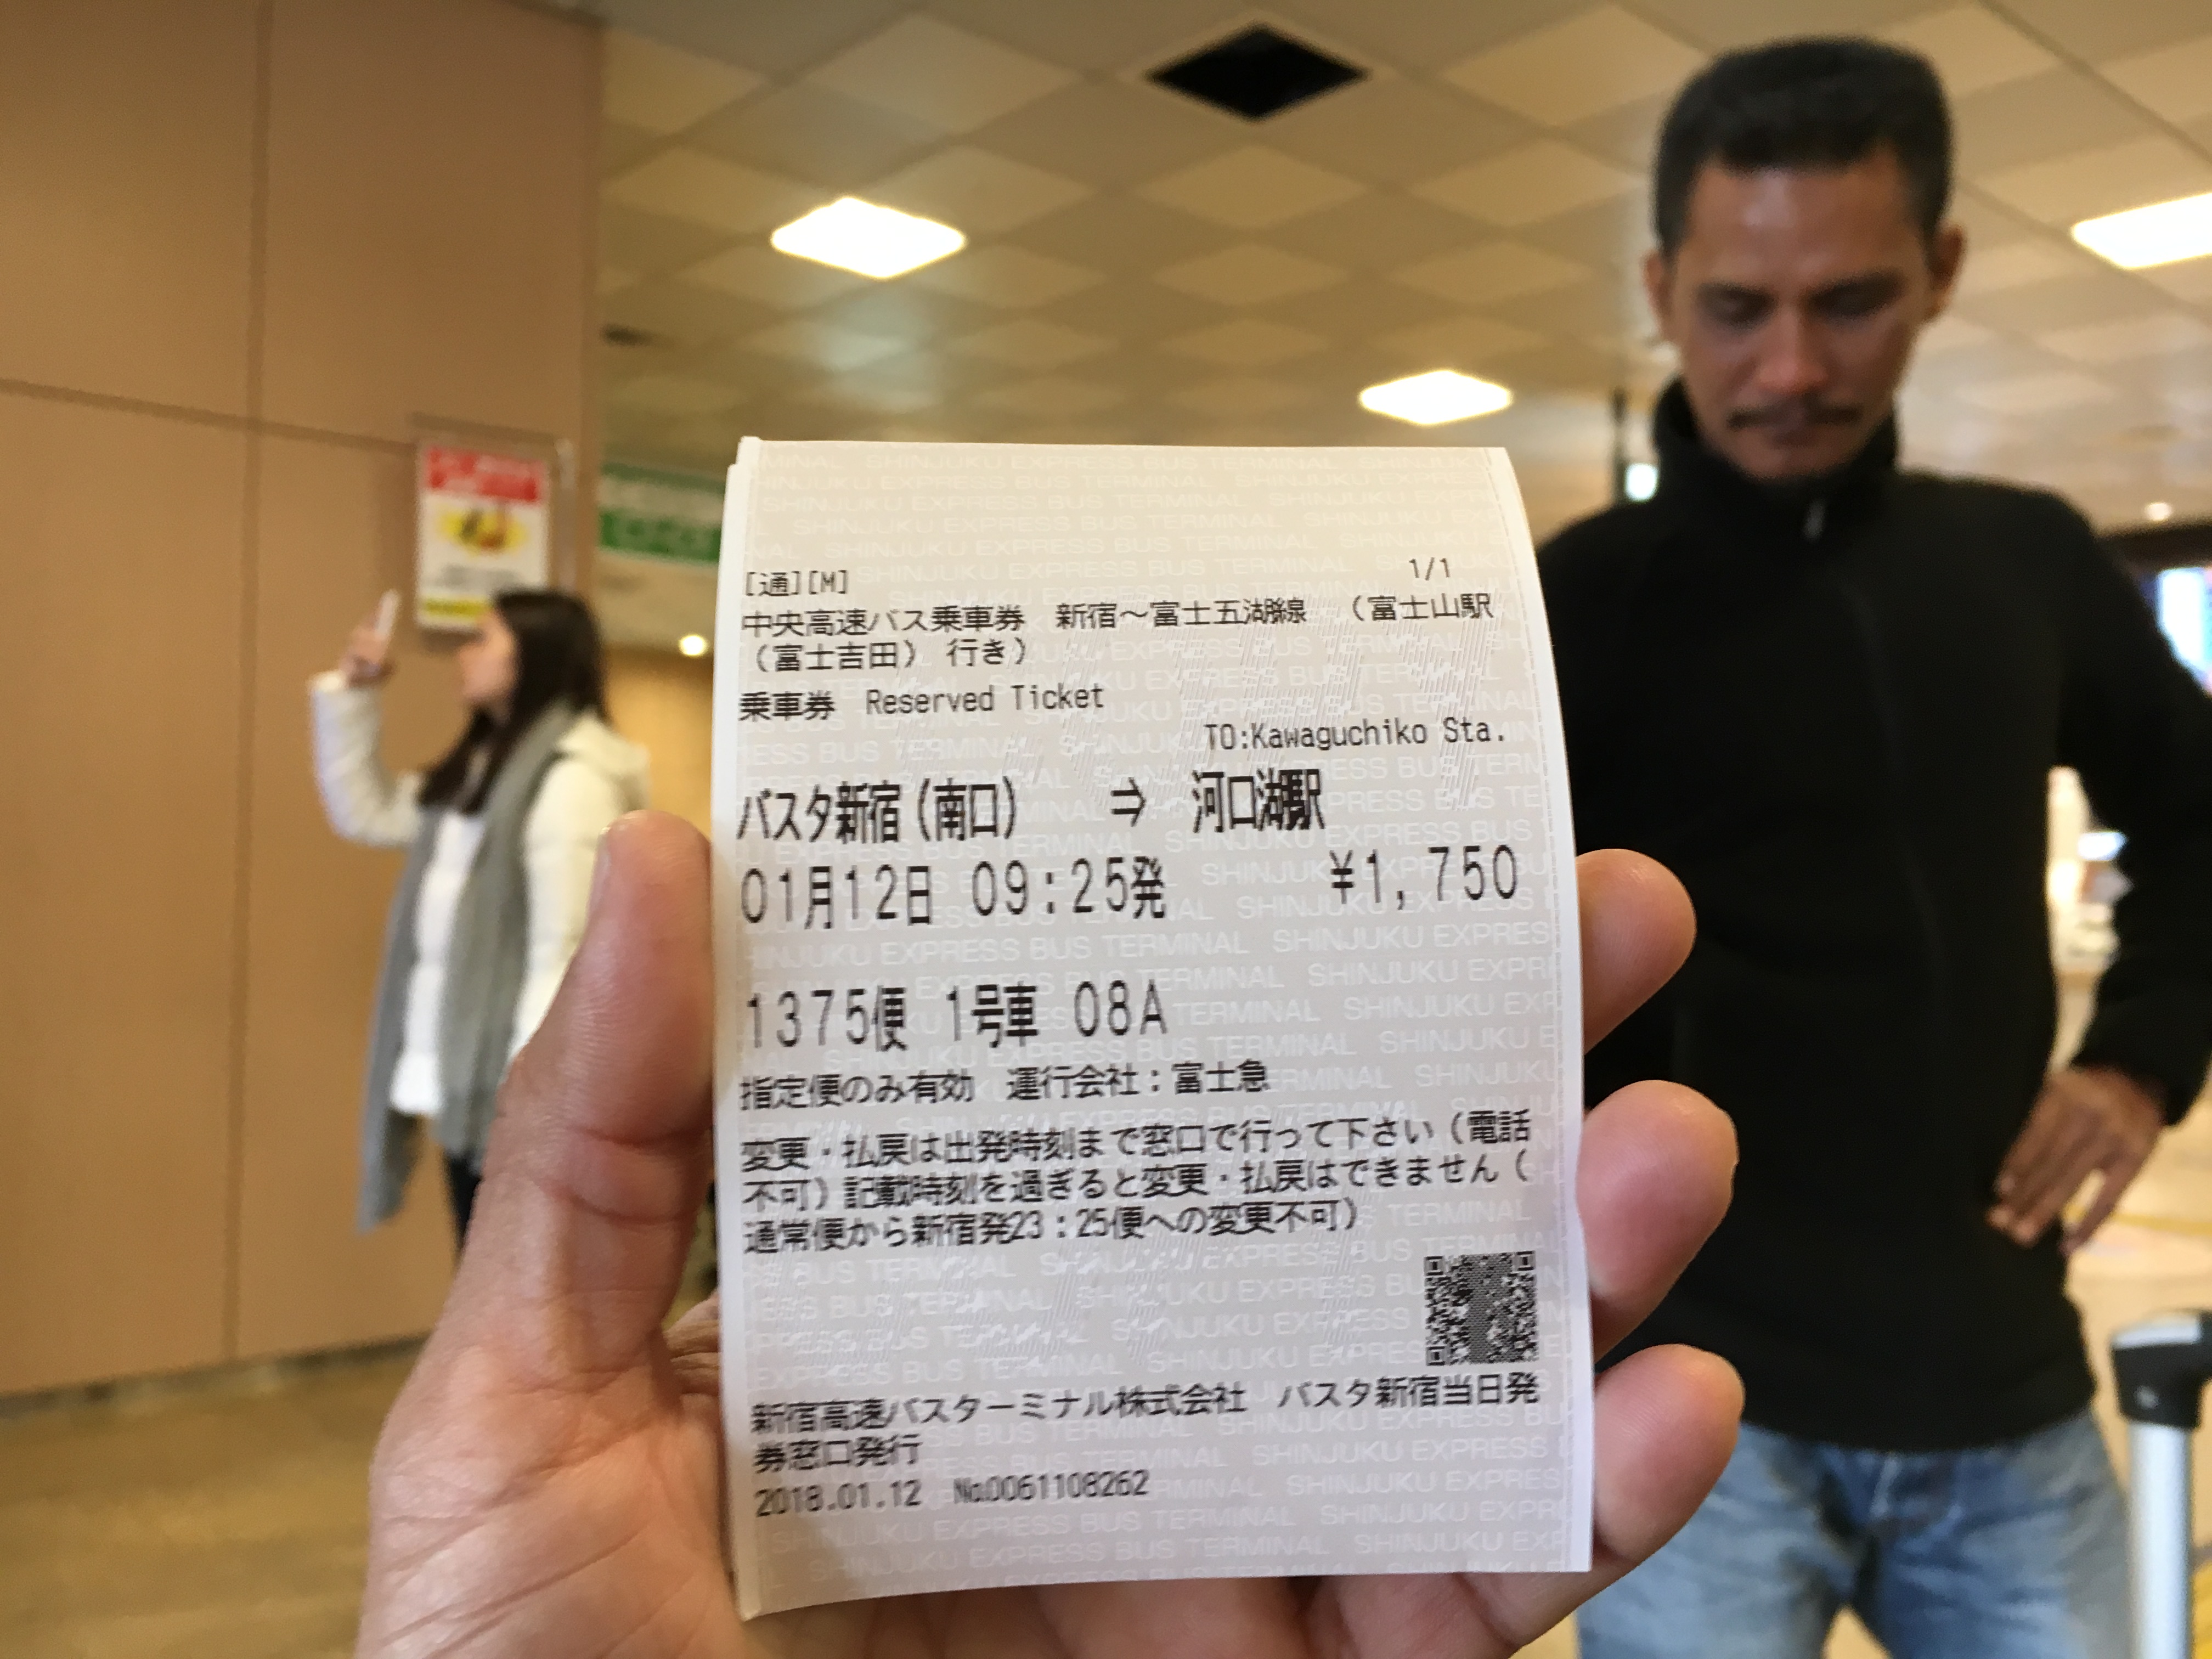 [通][M]
1/1
中央高速バス乗車券 新宿～富士五湖線 （富士山駅
（富士吉田） 行き）
乗車券 Reserved Ticket
TO:Kawaguchiko Sta.
バスタ新宿（南口） ⇒ 河口湖駅
01月12日 09:25発 ¥1,750
1375便 1号車 08A
指定便のみ有効 運行会社：富士急
変更・払戻は出発時刻まで窓口で行って下さい（電話
不可）記載時刻を過ぎると変更・払戻はできません（
通常便から新宿発23：25便への変更不可）
新宿高速バスターミナル株式会社 バスタ新宿当日発
券窓口発行
2018.01.12 No.0061108262
SHINJUKU EXPRESS BUS TERMINAL